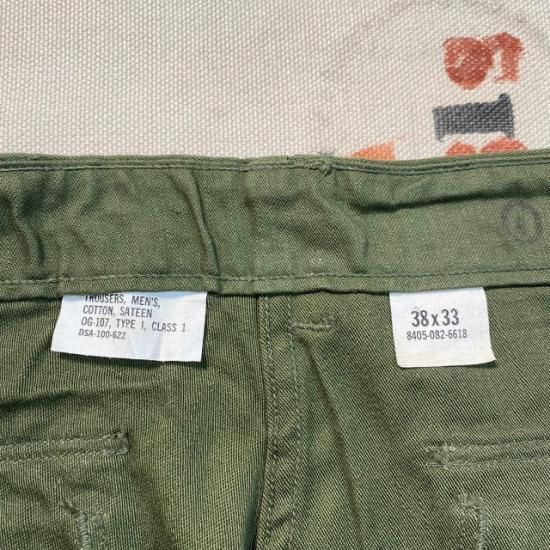 TROUSERS, MEN'S,
COTTON, SATEEN
OG-107, TYPE I, CLASS 1
DSA-100-622
38 x 33
8405-082-6618